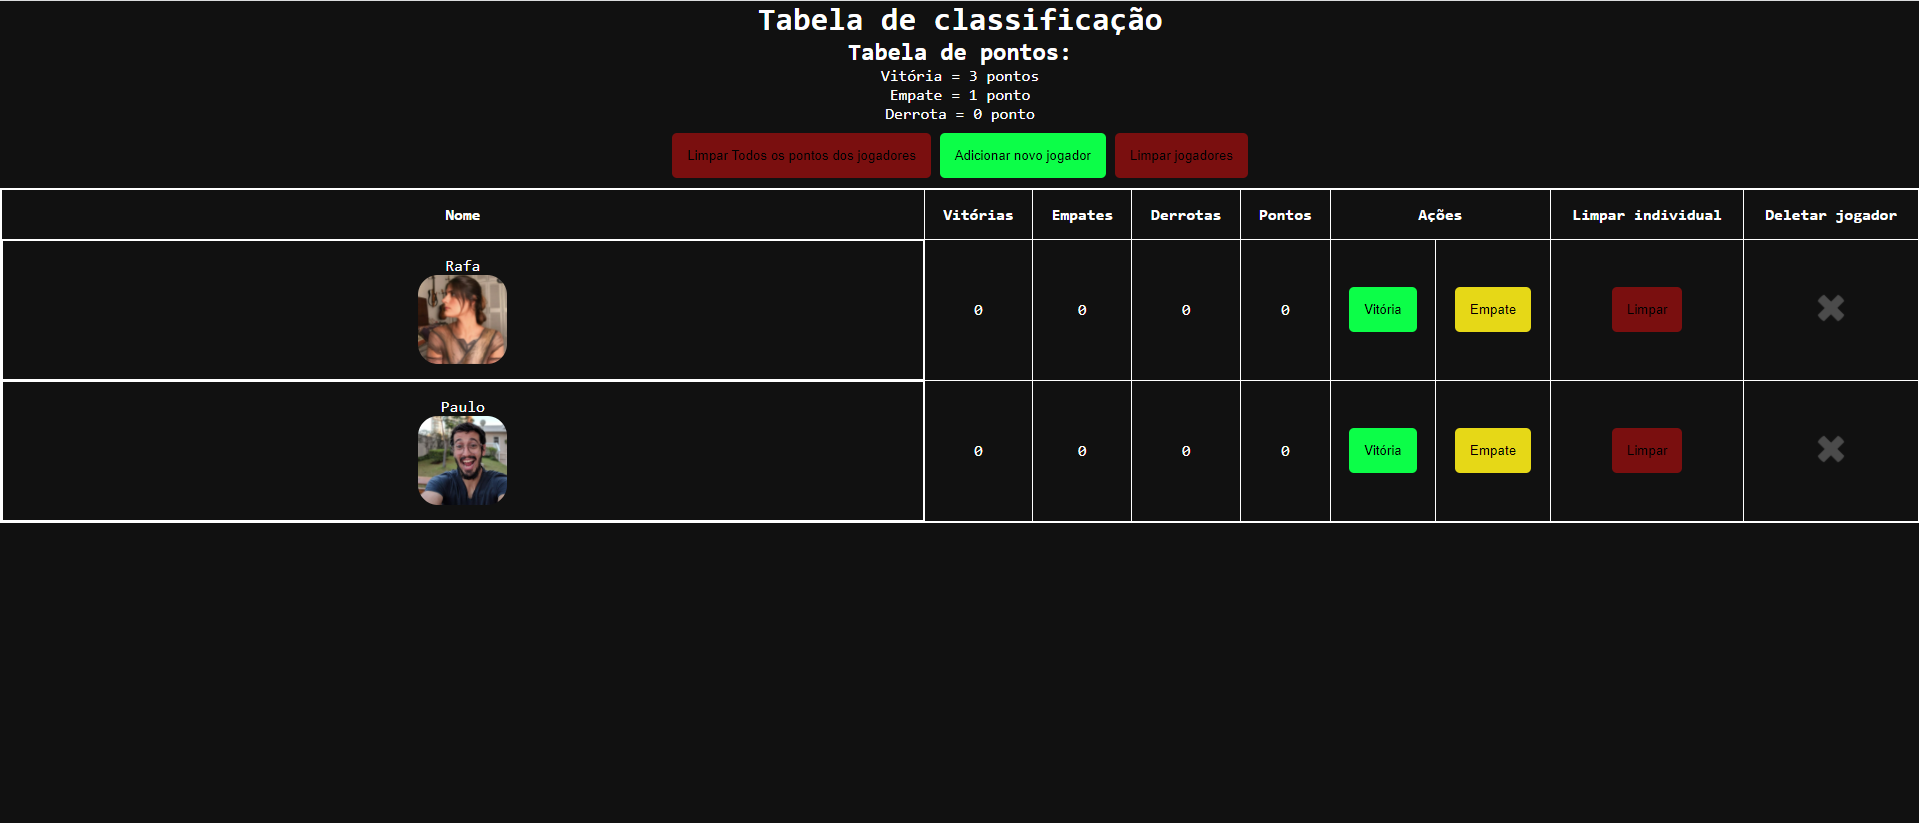 Tabela de classificação
Tabela de pontos:
Vitória = 3 pontos
Empate = 1 ponto
Derrota = 0 ponto
Limpar Todos os pontos dos jogadores Adicionar novo jogador Limpar jogadores
Nome Vitórias Empates Derrotas Pontos Ações Limpar individual Deletar jogador
Rafa
0 0 0 0 Vitória Empate Limpar
Paulo
0 0 0 0 Vitória Empate Limpar